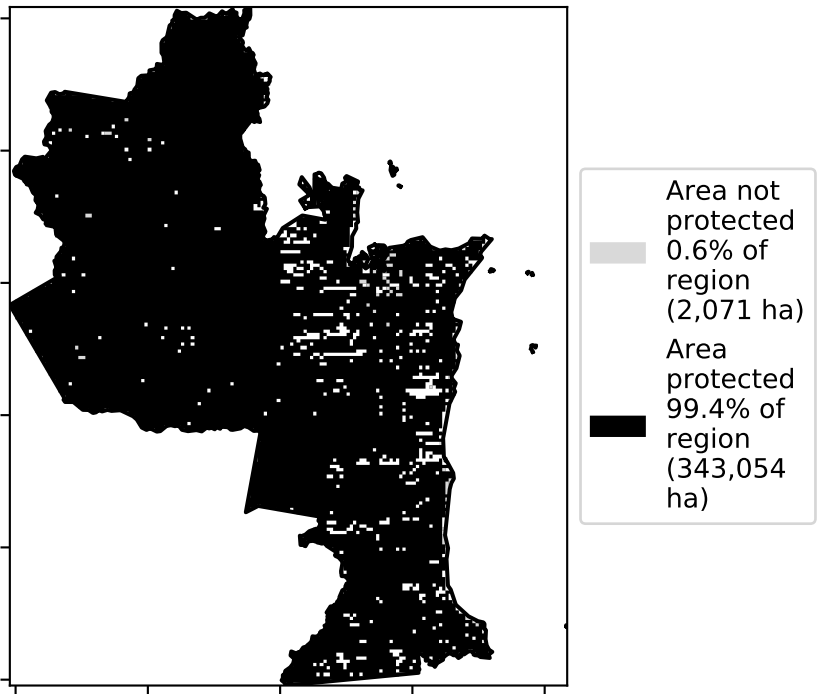 Area not
protected
0.6% of
region
(2,071 ha)
Area
protected
99.4% of
region
(343,054
ha)